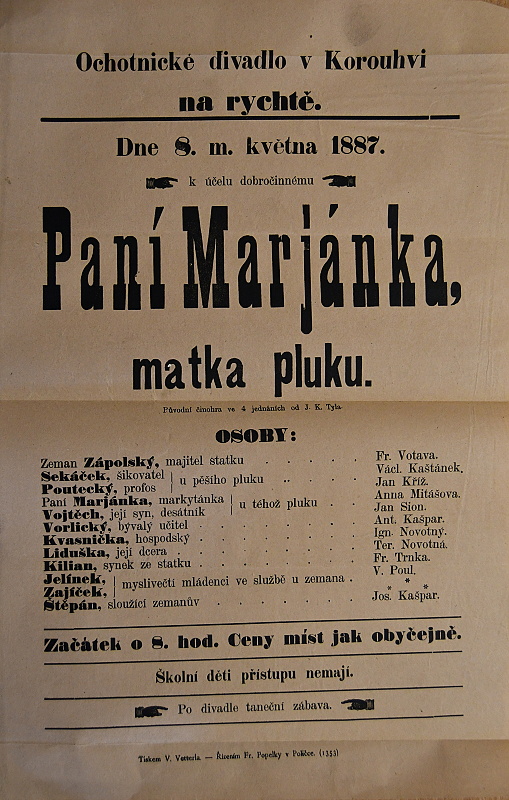 Ochotnické divadlo v Korouhvi
na rychtě.
Dne 8. m. května 1887.
k účelu dobročinnému
Paní Marjánka,
matka pluku.
Původní činohra ve 4 jednáních od J. K. Tyla.
OSOBY:
Zeman Zápolský, majitel statku . . . . . Fr. Votava.
Sekáček, šikovatel | u pěšího pluku . . . . Václ. Kaštánek.
Poutecký, profos | Jan Kříž.
Paní Marjánka, markytánka | u téhož pluku . . Anna Mitášova.
Vojtěch, její syn, desátník | Jan Sion.
Vorlický, bývalý učitel . . . . . . . Ant. Kašpar.
Kvasnička, hospodský . . . . . . . Ign. Novotný.
Liduška, její dcera . . . . . . . . Ter. Novotná.
Kilian, synek ze statku . . . . . . . Fr. Trnka.
Jelínek, | myslivečtí mládenci ve službě u zemana . V. Poul.
Zajíček, | * * *
Štěpán, sloužící zemanův . . . . . . Jos. Kašpar.
Začátek o 8. hod. Ceny míst jak obyčejně.
Školní děti přístupu nemají.
Po divadle taneční zábava.
Tiskem V. Vetterla. — Řízením Fr. Popelky v Poličce. (1353)